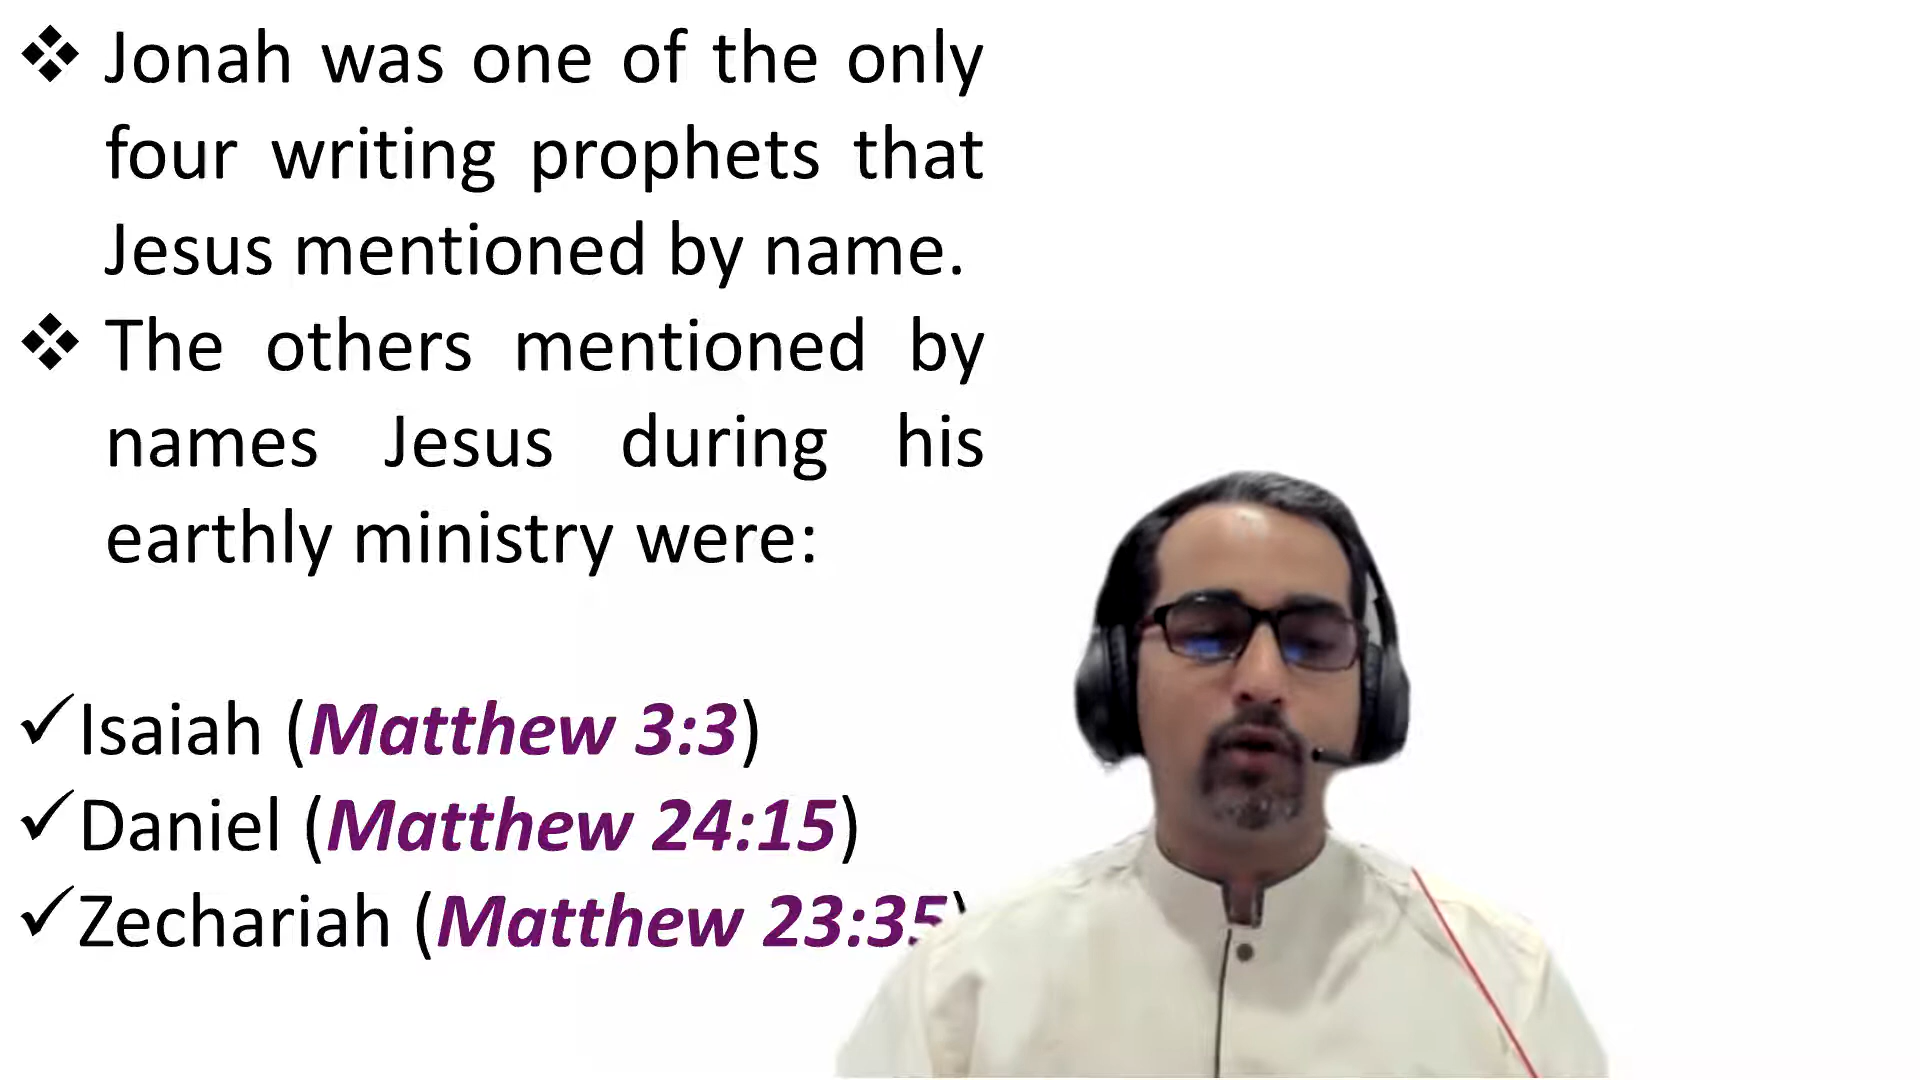 ❖ Jonah was one of the only
four writing prophets that
Jesus mentioned by name.
❖ The others mentioned by
names Jesus during his
earthly ministry were:
✓Isaiah (Matthew 3:3)
✓Daniel (Matthew 24:15)
✓Zechariah (Matthew 23:35)